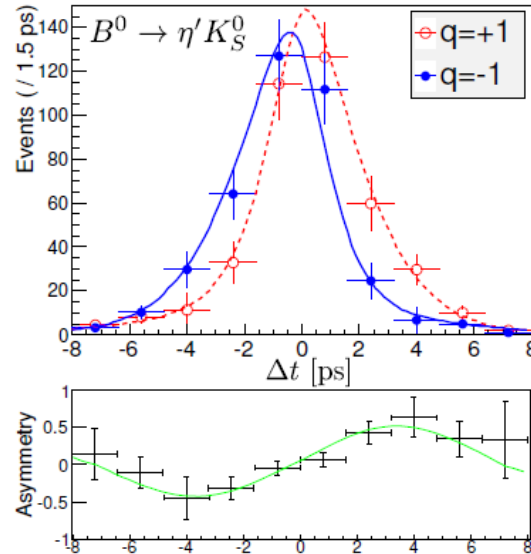 B⁰ → η′K⁰_S
q=+1
q=-1
Events ( / 1.5 ps)
140
120
100
80
60
40
20
0
-8 -6 -4 -2 0 2 4 6 8
Δt [ps]
Asymmetry
1
0.5
0.0
-0.5
-1
-8 -6 -4 -2 0 2 4 6 8